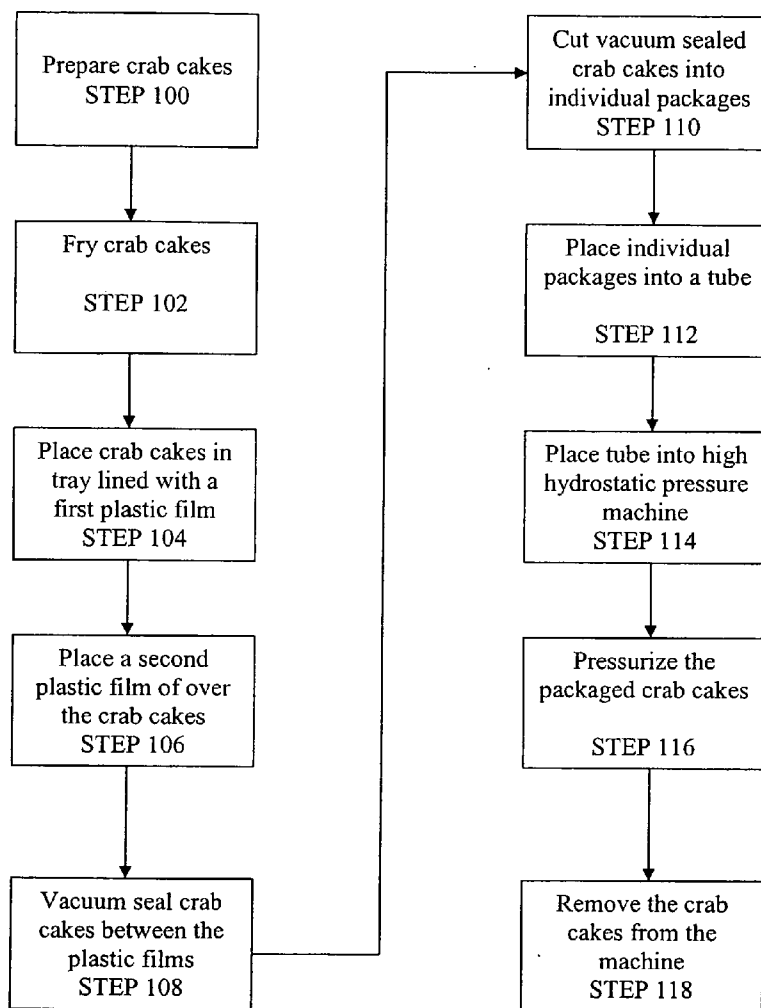 Prepare crab cakes
STEP 100
Fry crab cakes
STEP 102
Place crab cakes in
tray lined with a
first plastic film
STEP 104
Place a second
plastic film of over
the crab cakes
STEP 106
Vacuum seal crab
cakes between the
plastic films
STEP 108
Cut vacuum sealed
crab cakes into
individual packages
STEP 110
Place individual
packages into a tube
STEP 112
Place tube into high
hydrostatic pressure
machine
STEP 114
Pressurize the
packaged crab cakes
STEP 116
Remove the crab
cakes from the
machine
STEP 118